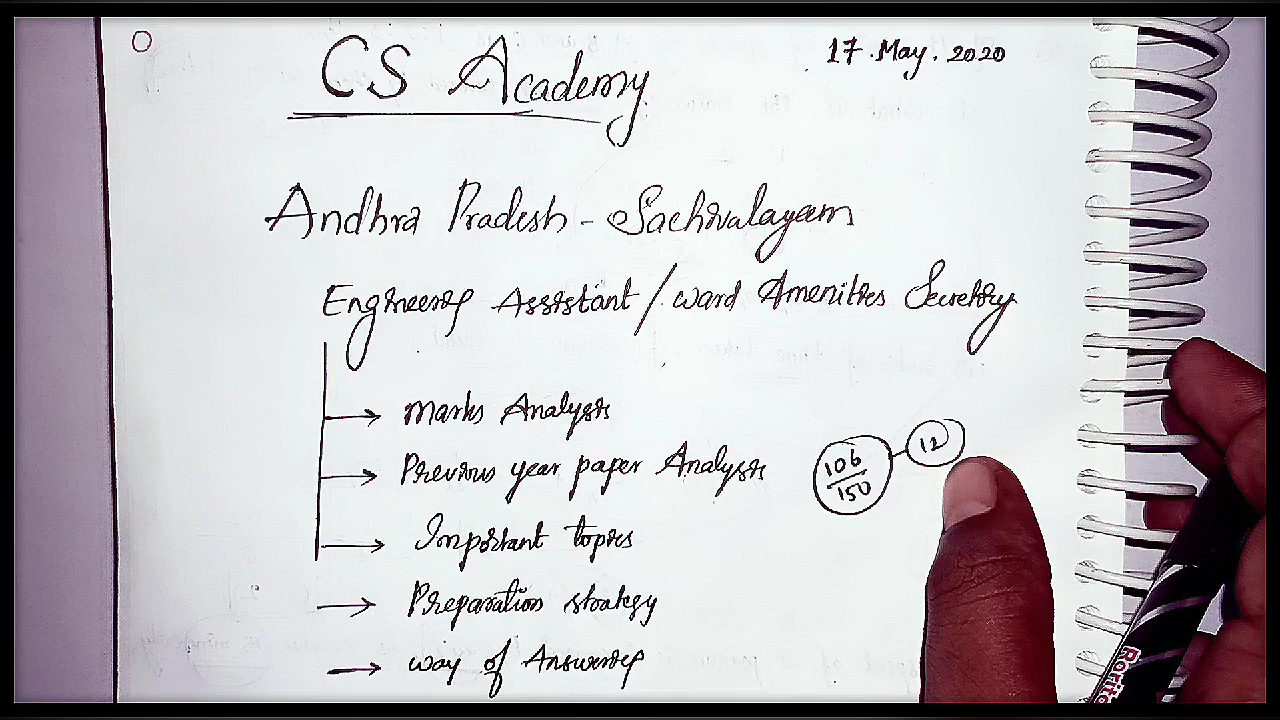 CS Academy
17 May. 2020
Andhra Pradesh - Sachivalayam
Engineering Assistant / ward Amenities Secretary
Marks Analysis
Previous year paper Analysis
106
150
12
Important topics
Preparation strategy
way of Answering
Rorito